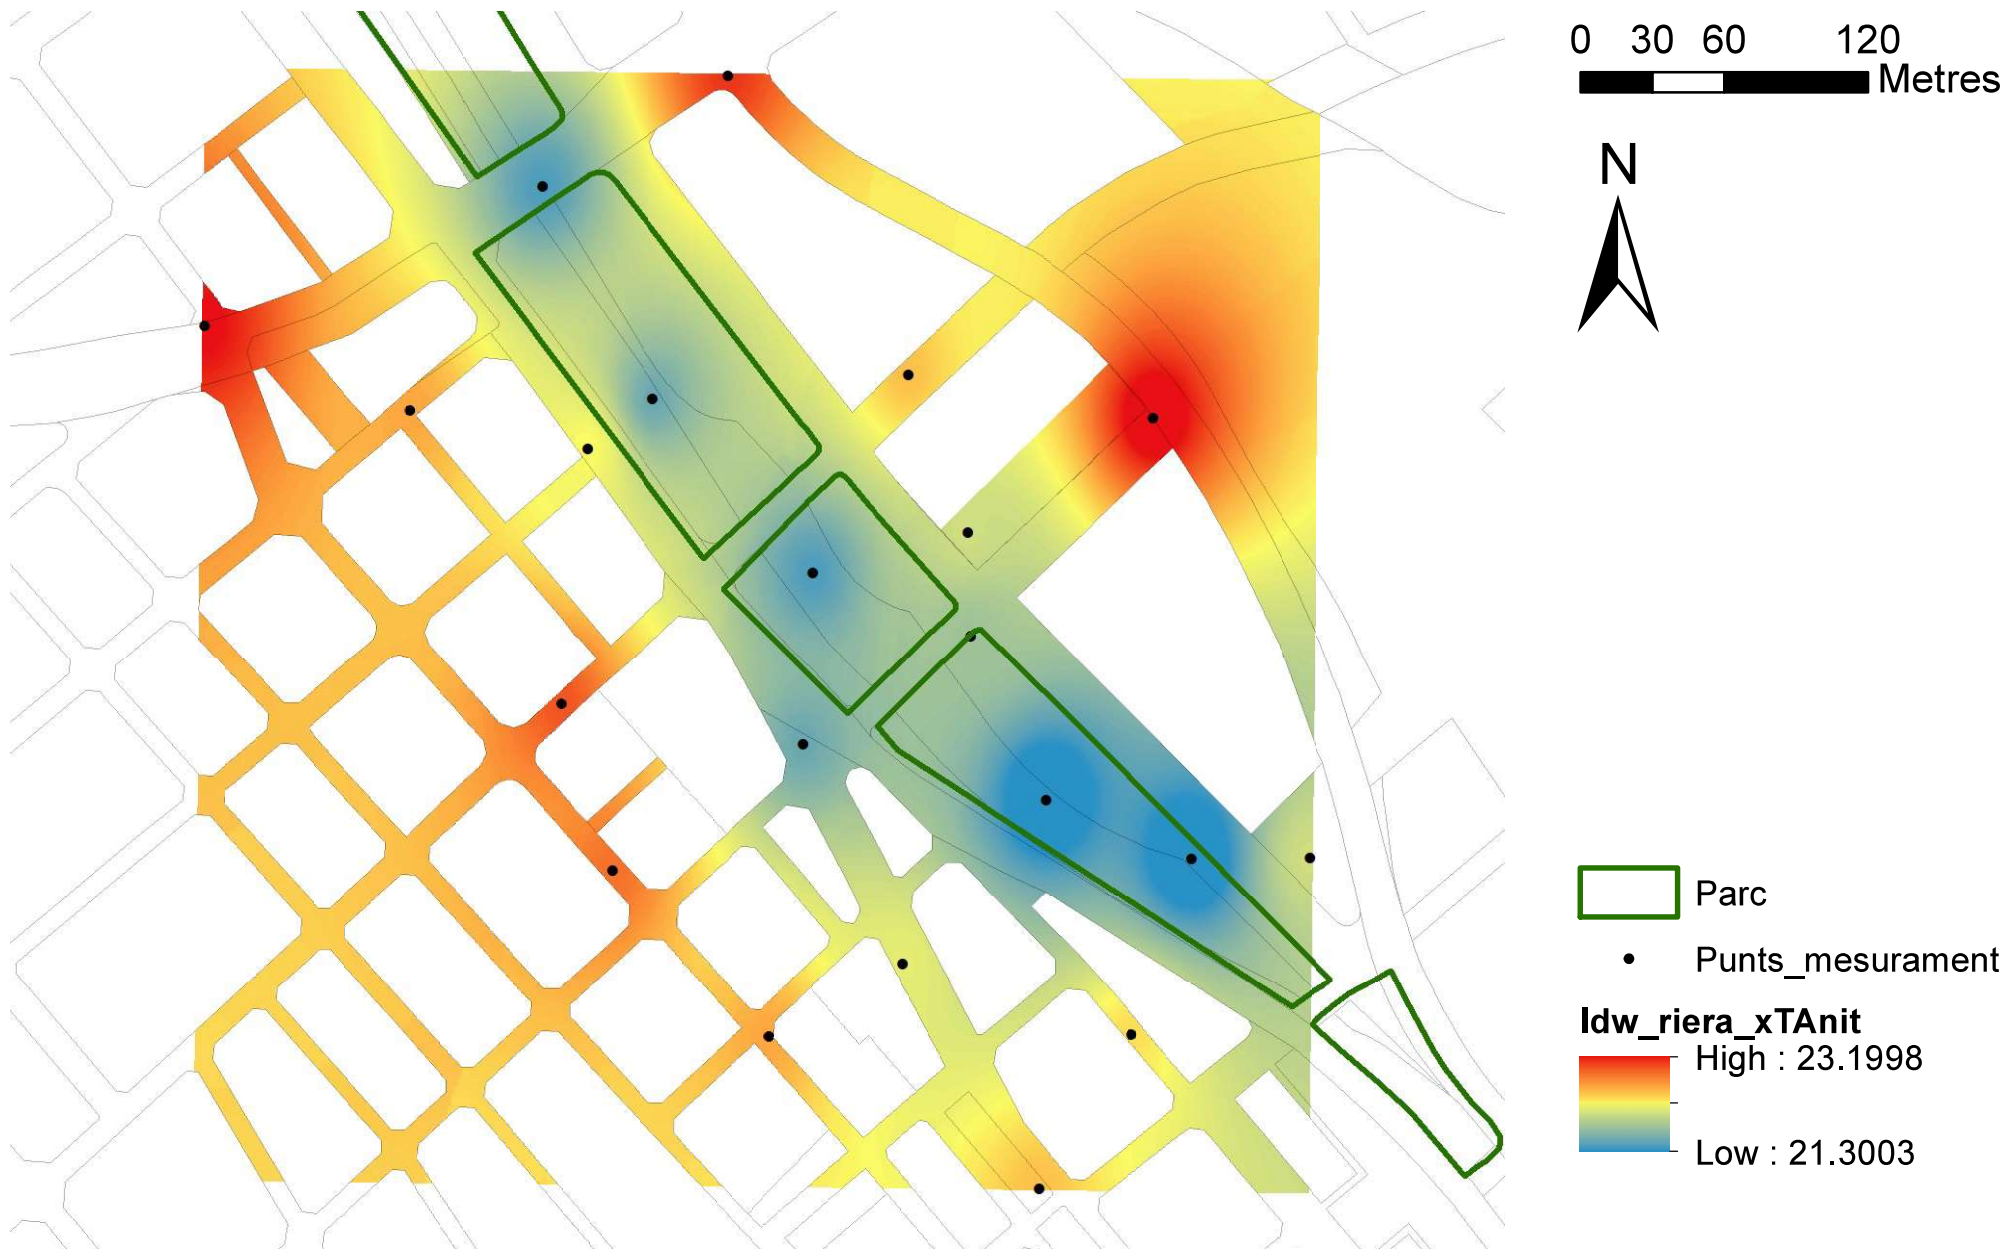 0 30 60 120
Metres
N
Parc
Punts_mesurament
Idw_riera_xTAnit
High : 23.1998
Low : 21.3003